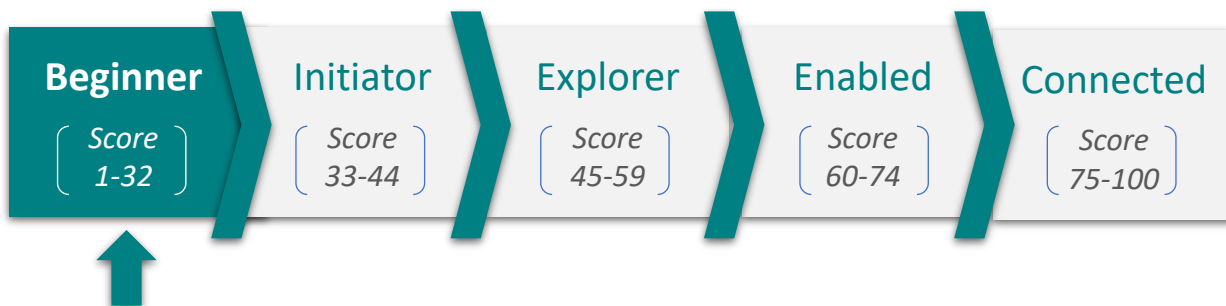 Beginner
Score
1-32
Initiator
Score
33-44
Explorer
Score
45-59
Enabled
Score
60-74
Connected
Score
75-100